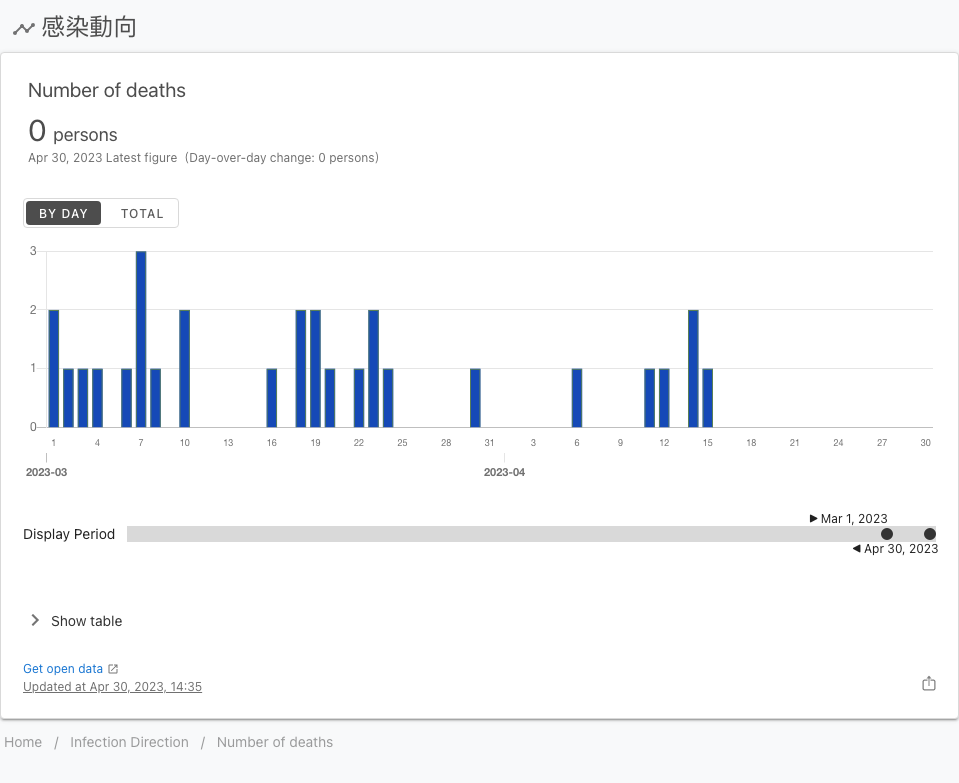 感染動向
Number of deaths
0 persons
Apr 30, 2023 Latest figure (Day-over-day change: 0 persons)
BY DAY TOTAL
3
2
1
0
1 4 7 10 13 16 19 22 25 28 31 3 6 9 12 15 18 21 24 27 30
2023-03 2023-04
Mar 1, 2023
Display Period
Apr 30, 2023
Show table
Get open data
Updated at Apr 30, 2023, 14:35
Home / Infection Direction / Number of deaths